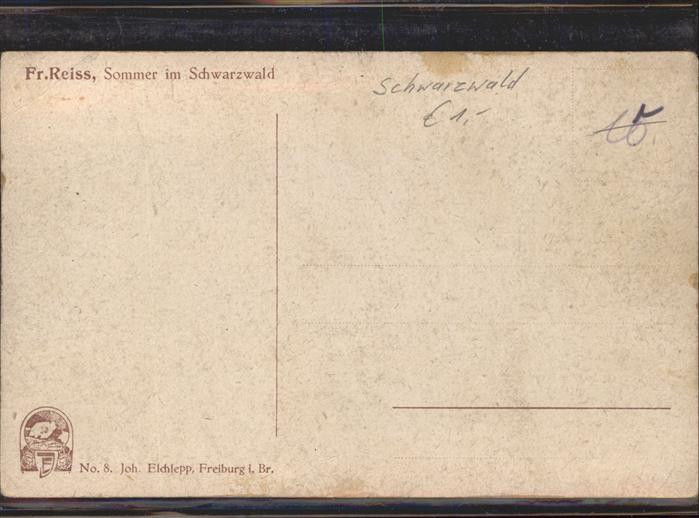 Fr. Reiss, Sommer im Schwarzwald
Schwarzwald
€ 1,-
No. 8. Joh. Elchlepp, Freiburg i. Br.